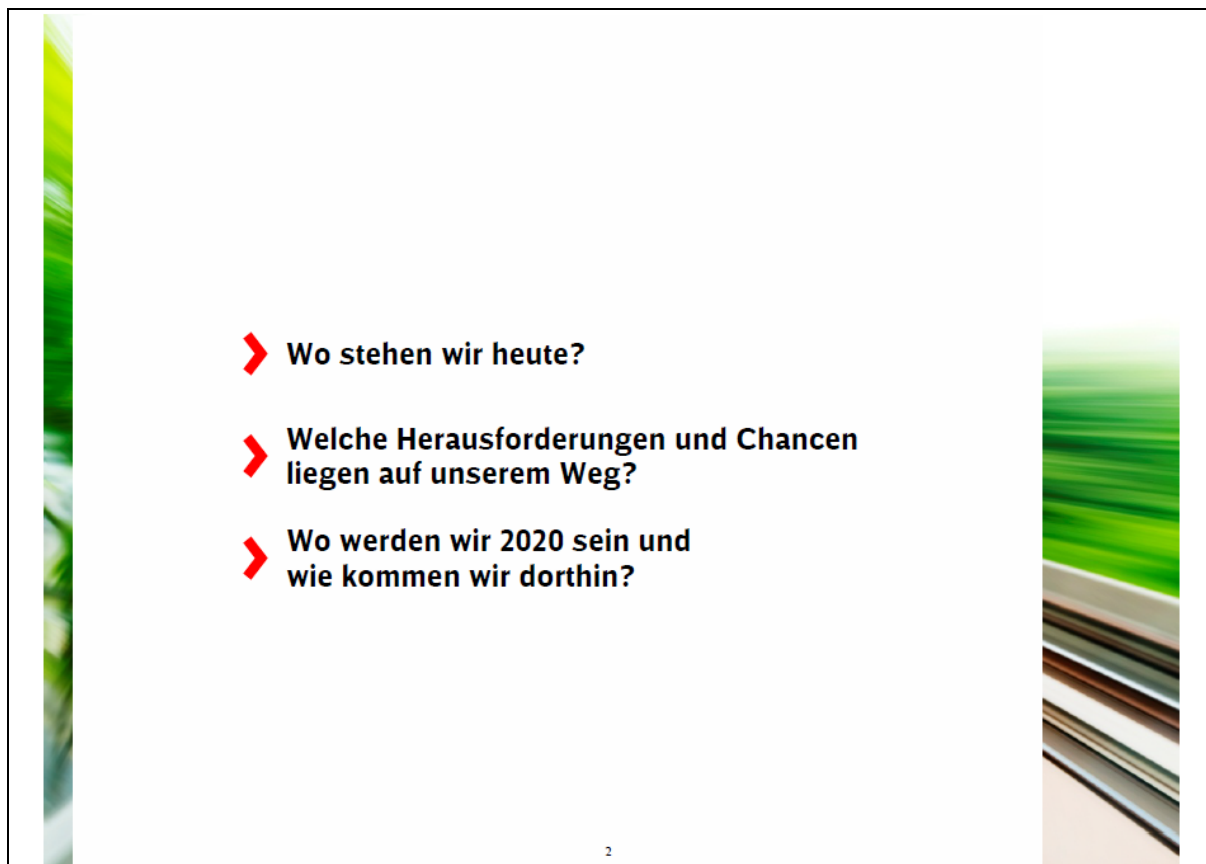 Wo stehen wir heute?
Welche Herausforderungen und Chancen
liegen auf unserem Weg?
Wo werden wir 2020 sein und
wie kommen wir dorthin?
2